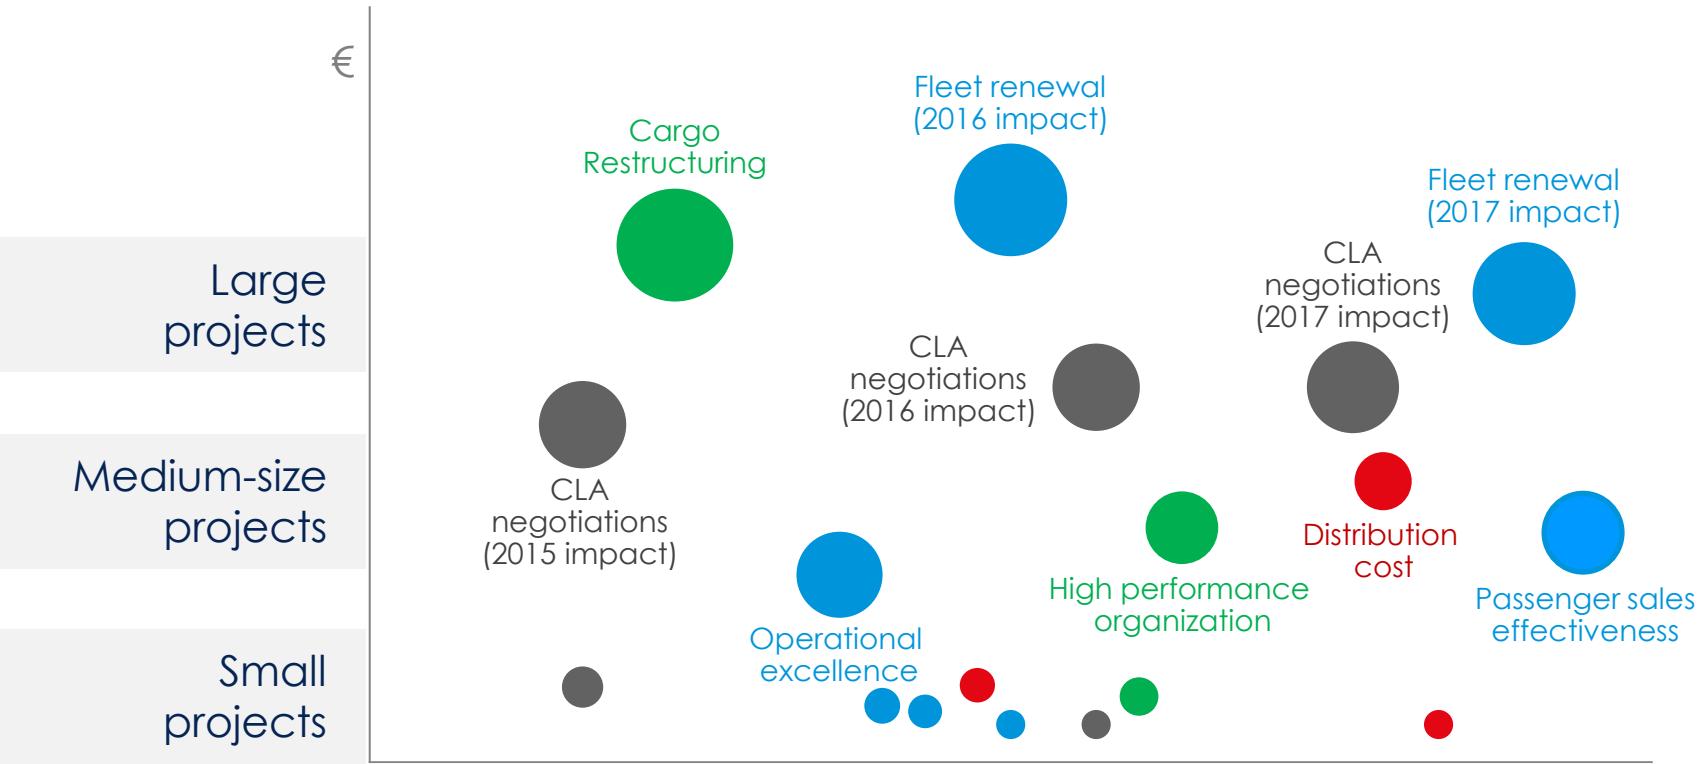 €
Fleet renewal
(2016 impact)
Cargo
Restructuring
Fleet renewal
(2017 impact)
CLA
negotiations
(2017 impact)
Large
projects
CLA
negotiations
(2016 impact)
Medium-size
projects
CLA
negotiations
(2015 impact)
Distribution
cost
High performance
organization
Passenger sales
effectiveness
Operational
excellence
Small
projects